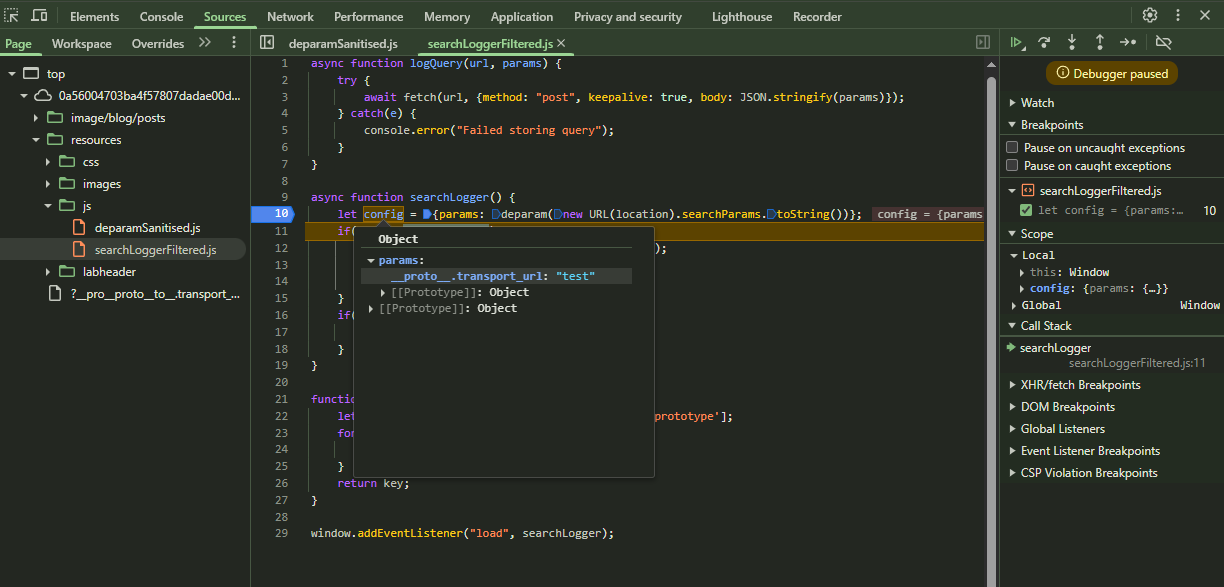 Elements Console Sources Network Performance Memory Application Privacy and security Lighthouse Recorder
Page Workspace Overrides
deparamSanitised.js searchLoggerFiltered.js
top
0a56004703ba4f57807dadae00d...
image/blog/posts
resources
css
images
js
deparamSanitised.js
searchLoggerFiltered.js
labheader
?__pro__proto__to__.transport_...
1 async function logQuery(url, params) {
2 try {
3 await fetch(url, {method: "post", keepalive: true, body: JSON.stringify(params)});
4 } catch(e) {
5 console.error("Failed storing query");
6 }
7 }
8
9 async function searchLogger() {
10 let config = {params: deparam(new URL(location).searchParams.toString())}; config = {params
11 if(
12 );
13
14
15 }
16 if(
17
18 }
19 }
20
21 functio
22 let prototype'];
23 for
24
25 }
26 return key;
27 }
28
29 window.addEventListener("load", searchLogger);
Object
params:
__proto__.transport_url: "test"
[[Prototype]]: Object
[[Prototype]]: Object
Debugger paused
Watch
Breakpoints
Pause on uncaught exceptions
Pause on caught exceptions
searchLoggerFiltered.js
let config = {params:... 10
Scope
Local
this: Window
config: {params: {…}}
Global Window
Call Stack
searchLogger
searchLoggerFiltered.js:11
XHR/fetch Breakpoints
DOM Breakpoints
Global Listeners
Event Listener Breakpoints
CSP Violation Breakpoints